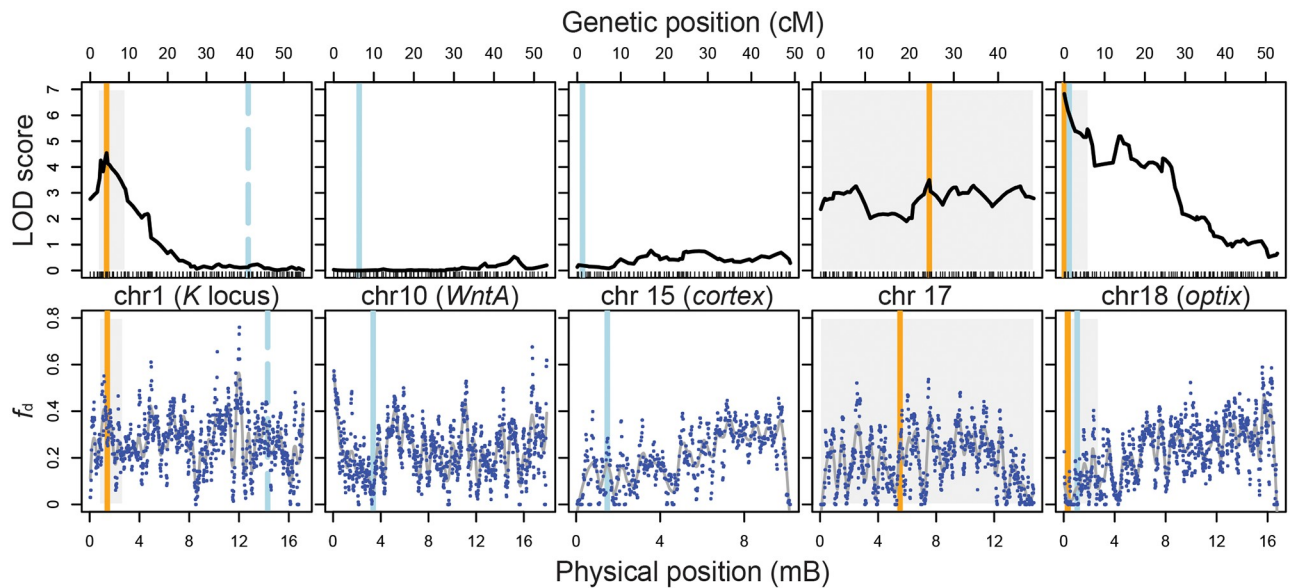 Genetic position (cM)
0 10 20 30 40 50 0 10 20 30 40 50 0 10 20 30 40 50 0 10 20 30 40 0 10 20 30 40 50
LOD score
7
6
5
4
3
2
1
0
chr1 (K locus) chr10 (WntA) chr 15 (cortex) chr 17 chr18 (optix)
fd
0.8
0.6
0.4
0.2
0
0 4 8 12 16 0 4 8 12 16 0 4 8 0 4 8 12 0 4 8 12 16
Physical position (mB)